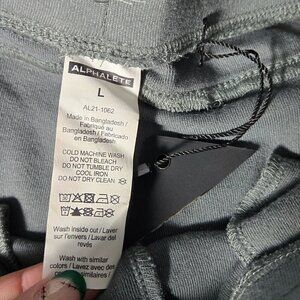 ALPHALETE
L
AL21-1062
Made in Bangladesh /
Fabriqué au
Bangladesh / Fabricado
en Bangladesh
COLD MACHINE WASH
DO NOT BLEACH
DO NOT TUMBLE DRY
COOL IRON
DO NOT DRY CLEAN
Wash inside out / Laver
sur l'envers / Lavar del
revés
Wash with similar
colors / Lavez avec des